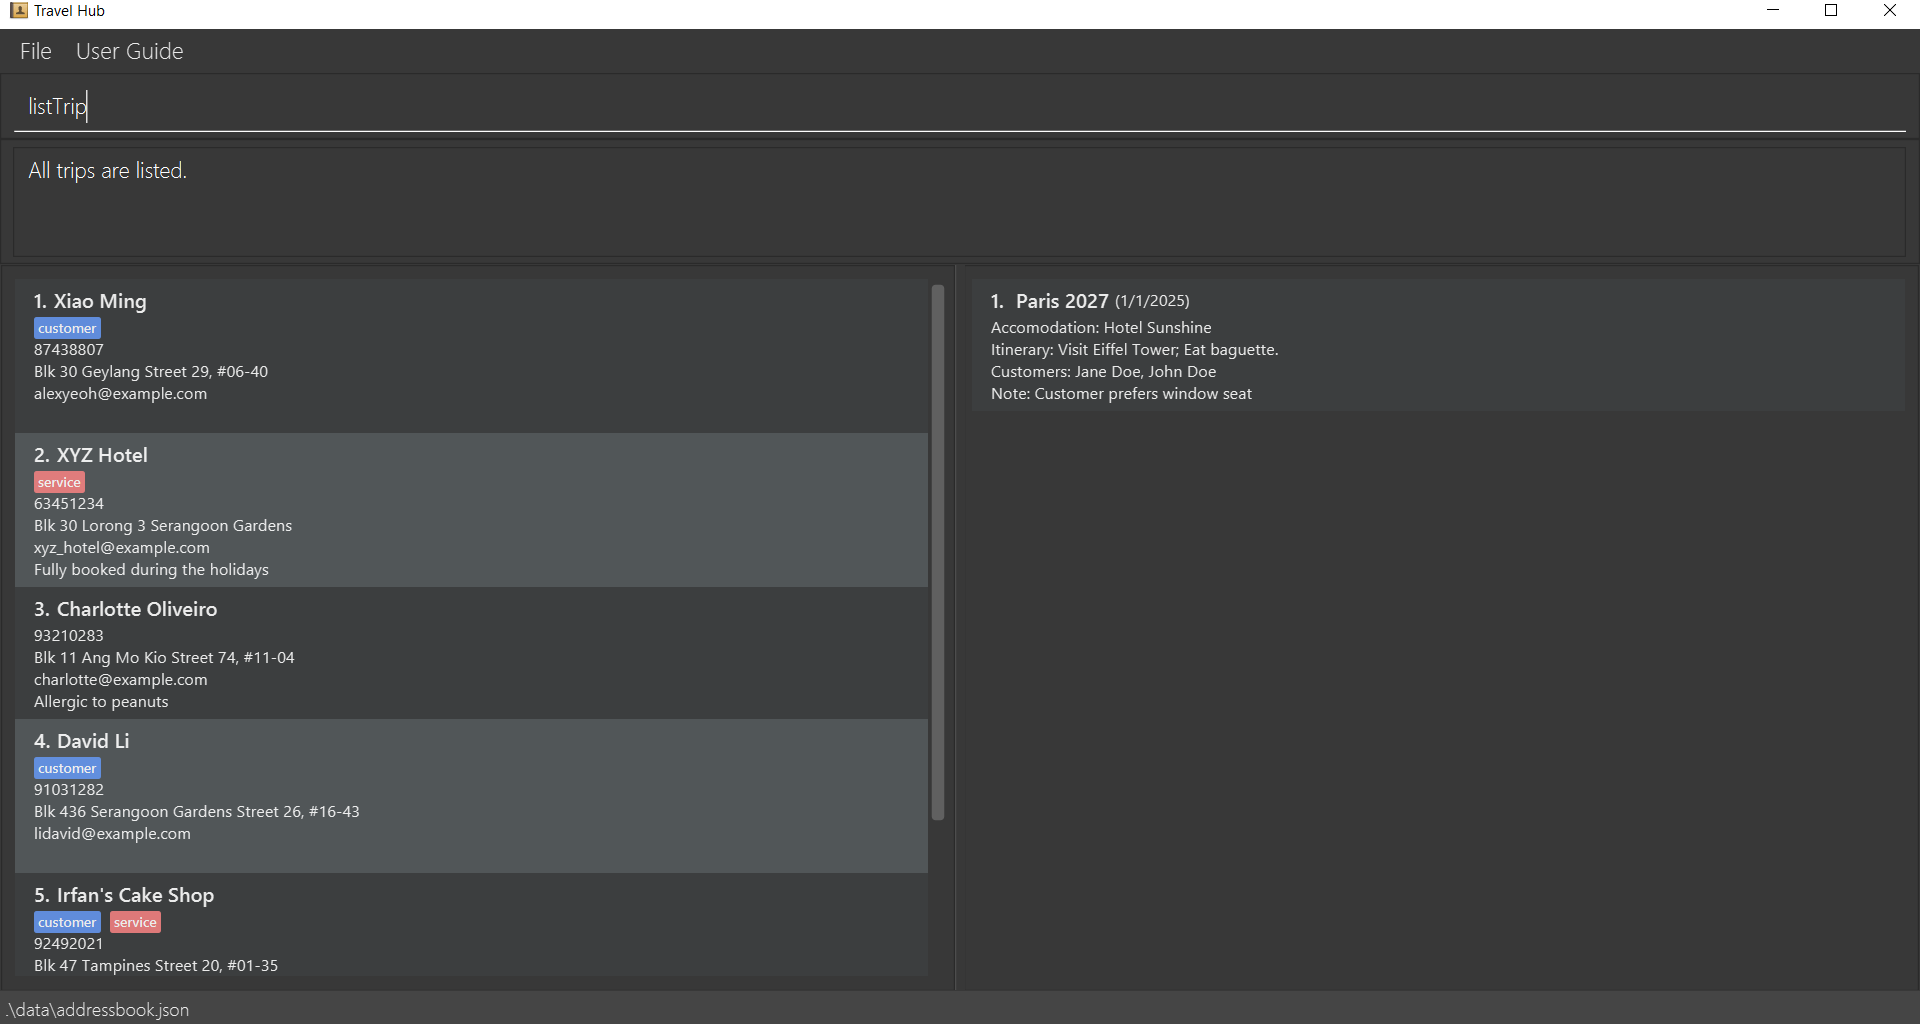 Travel Hub
File User Guide
listTrip
All trips are listed.
1. Xiao Ming
customer
87438807
Blk 30 Geylang Street 29, #06-40
alexyeoh@example.com
2. XYZ Hotel
service
63451234
Blk 30 Lorong 3 Serangoon Gardens
xyz_hotel@example.com
Fully booked during the holidays
3. Charlotte Oliveiro
93210283
Blk 11 Ang Mo Kio Street 74, #11-04
charlotte@example.com
Allergic to peanuts
4. David Li
customer
91031282
Blk 436 Serangoon Gardens Street 26, #16-43
lidavid@example.com
5. Irfan's Cake Shop
customer service
92492021
Blk 47 Tampines Street 20, #01-35
1. Paris 2027 (1/1/2025)
Accomodation: Hotel Sunshine
Itinerary: Visit Eiffel Tower; Eat baguette.
Customers: Jane Doe, John Doe
Note: Customer prefers window seat
.\data\addressbook.json